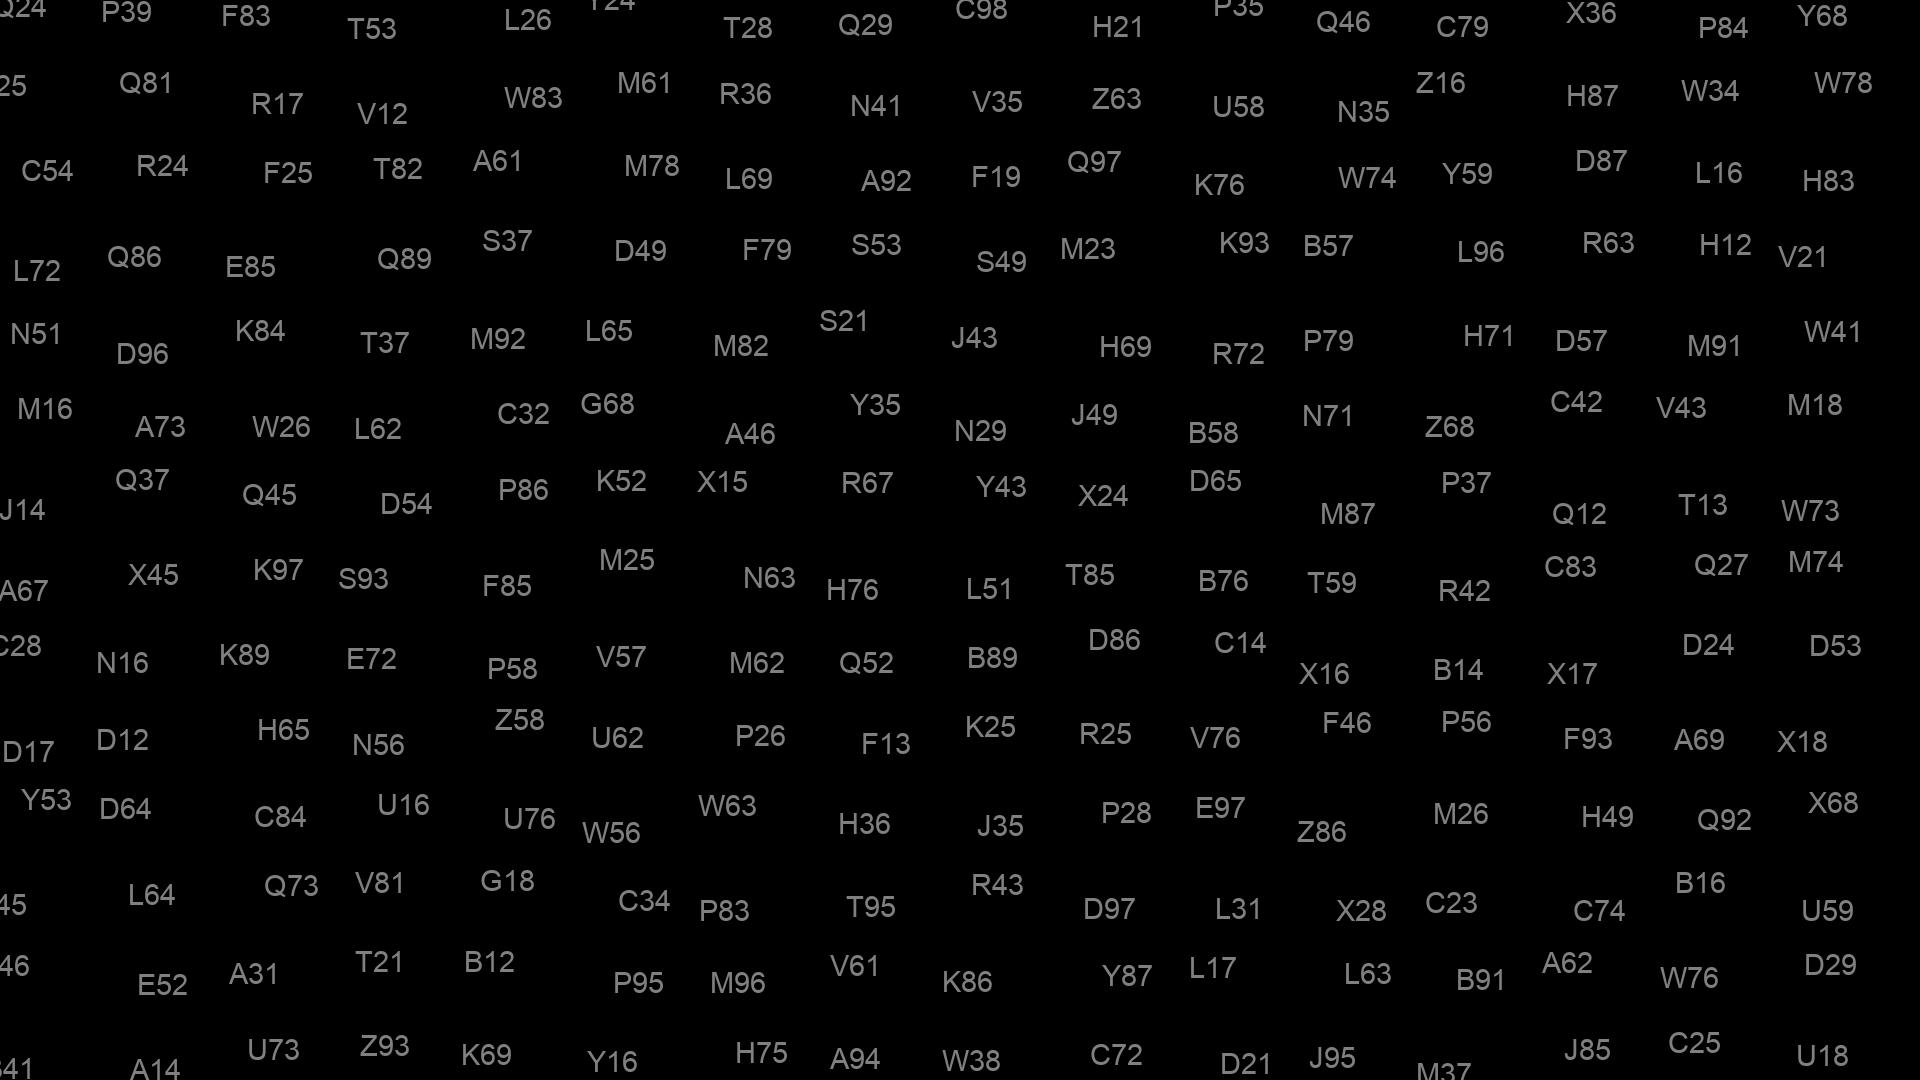 Q24 P39 F83 T53 L26 Y24 T28 Q29 C98 H21 P35 Q46 C79 X36 P84 Y68
25 Q81 R17 V12 W83 M61 R36 N41 V35 Z63 U58 N35 Z16 H87 W34 W78
C54 R24 F25 T82 A61 M78 L69 A92 F19 Q97 K76 W74 Y59 D87 L16 H83
L72 Q86 E85 Q89 S37 D49 F79 S53 S49 M23 K93 B57 L96 R63 H12 V21
N51 D96 K84 T37 M92 L65 M82 S21 J43 H69 R72 P79 H71 D57 M91 W41
M16 A73 W26 L62 C32 G68 A46 Y35 N29 J49 B58 N71 Z68 C42 V43 M18
J14 Q37 Q45 D54 P86 K52 X15 R67 Y43 X24 D65 M87 P37 Q12 T13 W73
A67 X45 K97 S93 F85 M25 N63 H76 L51 T85 B76 T59 R42 C83 Q27 M74
C28 N16 K89 E72 P58 V57 M62 Q52 B89 D86 C14 X16 B14 X17 D24 D53
D17 D12 H65 N56 Z58 U62 P26 F13 K25 R25 V76 F46 P56 F93 A69 X18
Y53 D64 C84 U16 U76 W56 W63 H36 J35 P28 E97 Z86 M26 H49 Q92 X68
45 L64 Q73 V81 G18 C34 P83 T95 R43 D97 L31 X28 C23 C74 B16 U59
46 E52 A31 T21 B12 P95 M96 V61 K86 Y87 L17 L63 B91 A62 W76 D29
41 A14 U73 Z93 K69 Y16 H75 A94 W38 C72 D21 J95 M37 J85 C25 U18